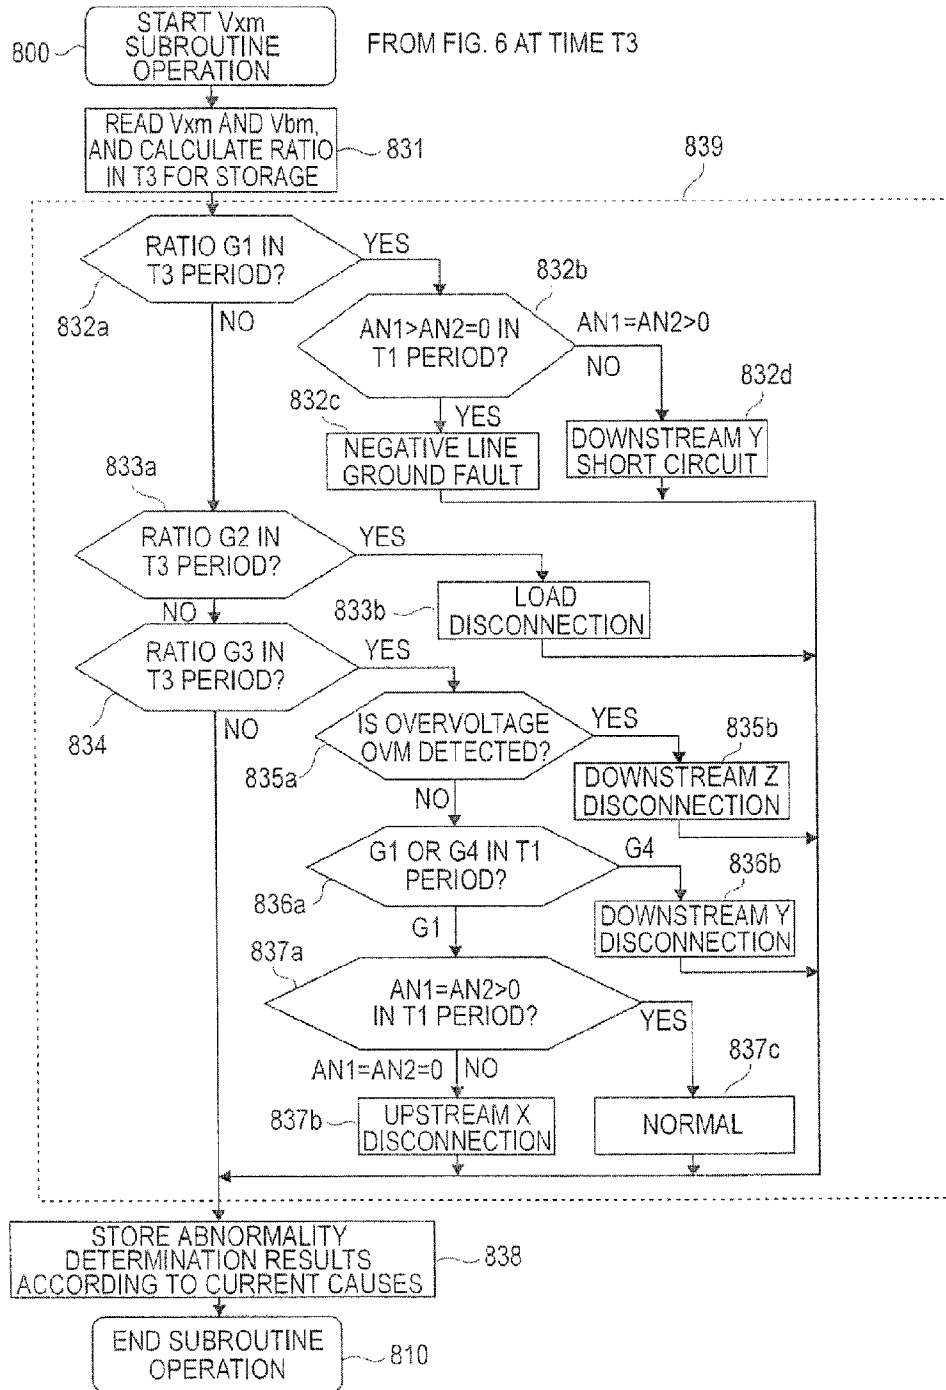 START Vxm
SUBROUTINE
OPERATION
800
FROM FIG. 6 AT TIME T3
READ Vxm AND Vbm,
AND CALCULATE RATIO
IN T3 FOR STORAGE
831
839
RATIO G1 IN
T3 PERIOD?
YES
832a
NO
832b
AN1>AN2=0 IN
T1 PERIOD?
AN1=AN2>0
NO
832c
YES
832d
NEGATIVE LINE
GROUND FAULT
DOWNSTREAM Y
SHORT CIRCUIT
833a
RATIO G2 IN
T3 PERIOD?
YES
NO
833b
LOAD
DISCONNECTION
RATIO G3 IN
T3 PERIOD?
YES
834
NO
IS OVERVOLTAGE
OVM DETECTED?
YES
835a
835b
NO
DOWNSTREAM Z
DISCONNECTION
G1 OR G4 IN T1
PERIOD?
G4
836a
836b
G1
DOWNSTREAM Y
DISCONNECTION
837a
AN1=AN2>0
IN T1 PERIOD?
YES
AN1=AN2=0
NO
837c
837b
UPSTREAM X
DISCONNECTION
NORMAL
STORE ABNORMALITY
DETERMINATION RESULTS
ACCORDING TO CURRENT CAUSES
838
END SUBROUTINE
OPERATION
810